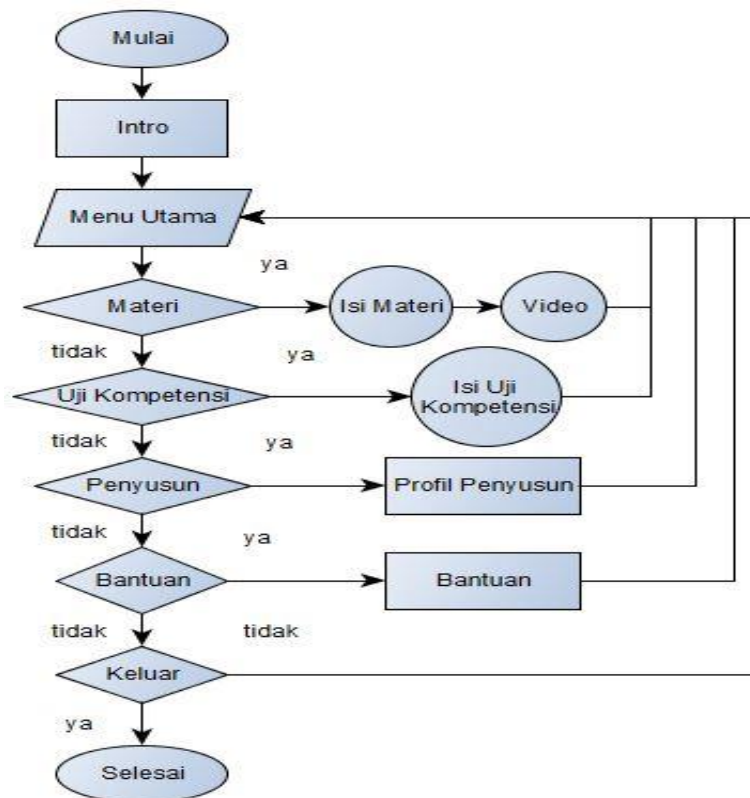 Mulai
Intro
Menu Utama
ya
Materi
Isi Materi
Video
tidak
ya
Uji Kompetensi
Isi Uji
Kompetensi
tidak
ya
Penyusun
Profil Penyusun
tidak
ya
Bantuan
Bantuan
tidak
tidak
Keluar
ya
Selesai